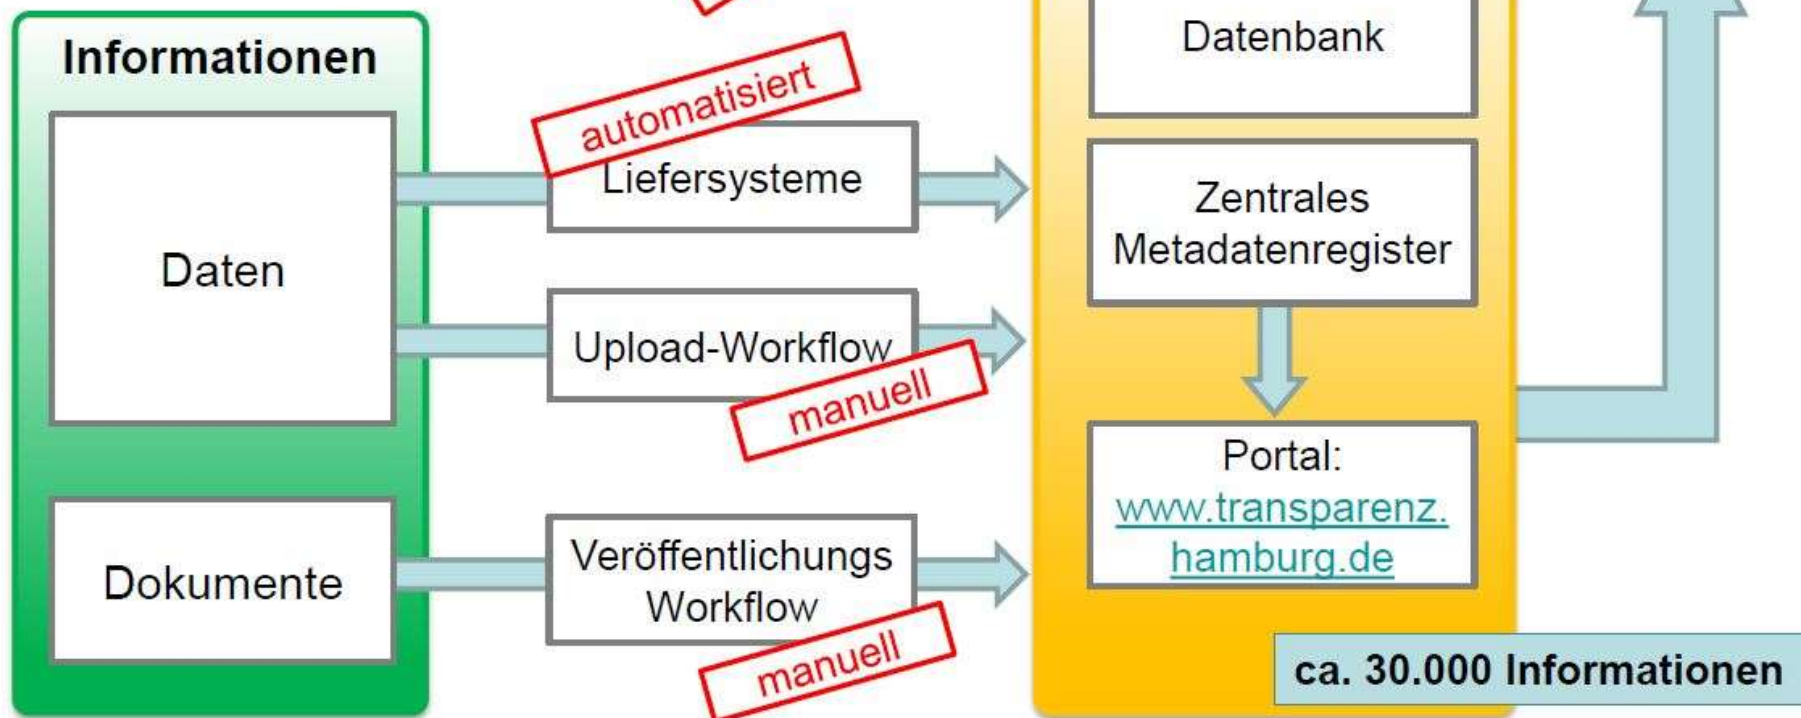 Informationen
Daten
Dokumente
automatisiert
Liefersysteme
Upload-Workflow
manuell
Veröffentlichungs
Workflow
manuell
Datenbank
Zentrales
Metadatenregister
Portal:
www.transparenz.
hamburg.de
ca. 30.000 Informationen